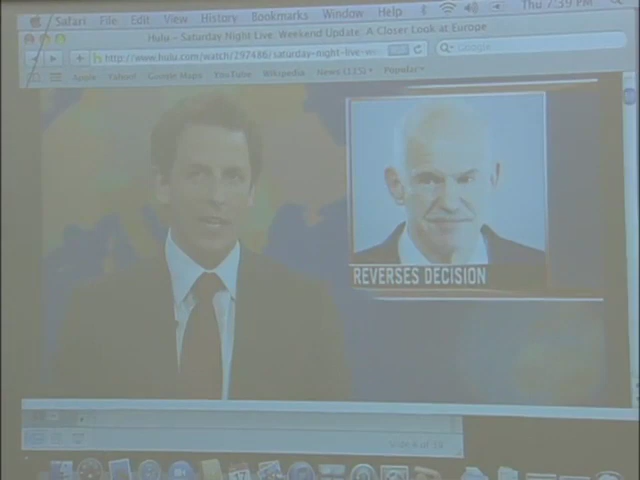 Safari File Edit View History Bookmarks Window Help Thu 7:39 PM
Hulu – Saturday Night Live: Weekend Update: A Closer Look at Europe
http://www.hulu.com/watch/297486/saturday-night-live-w
Google
Apple Yahoo! Google Maps YouTube Wikipedia Popular
REVERSES DECISION